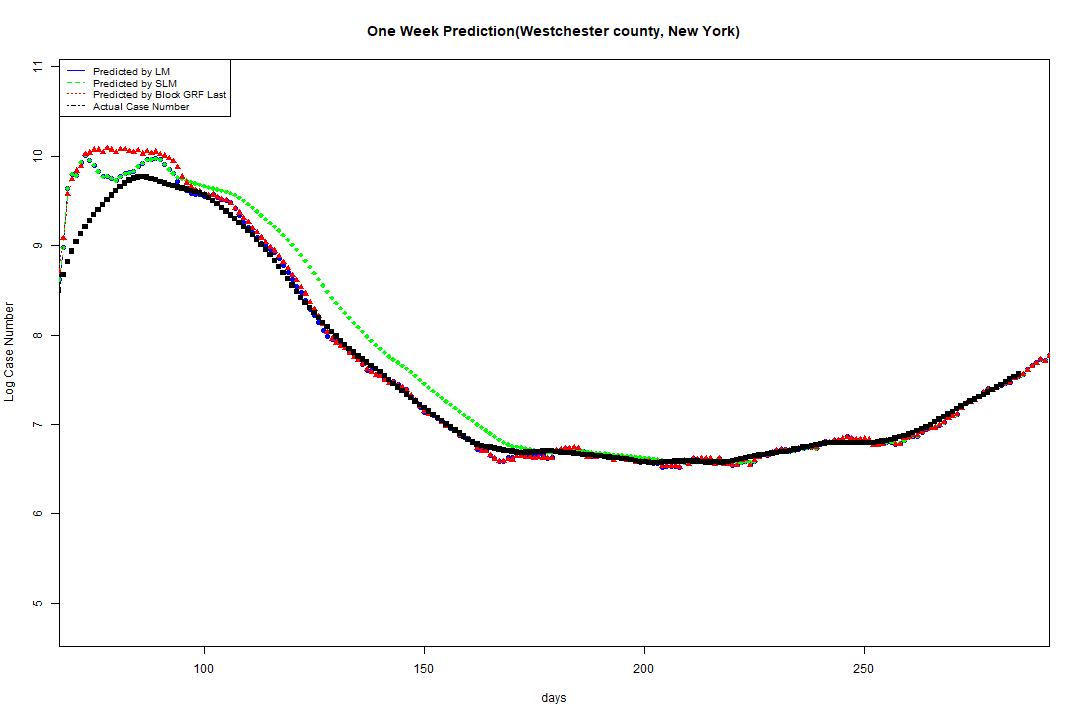 One Week Prediction(Westchester county, New York)
Predicted by LM
Predicted by SLM
Predicted by Block GRF Last
Actual Case Number
Log Case Number
11
10
9
8
7
6
5
100 150 200 250
days